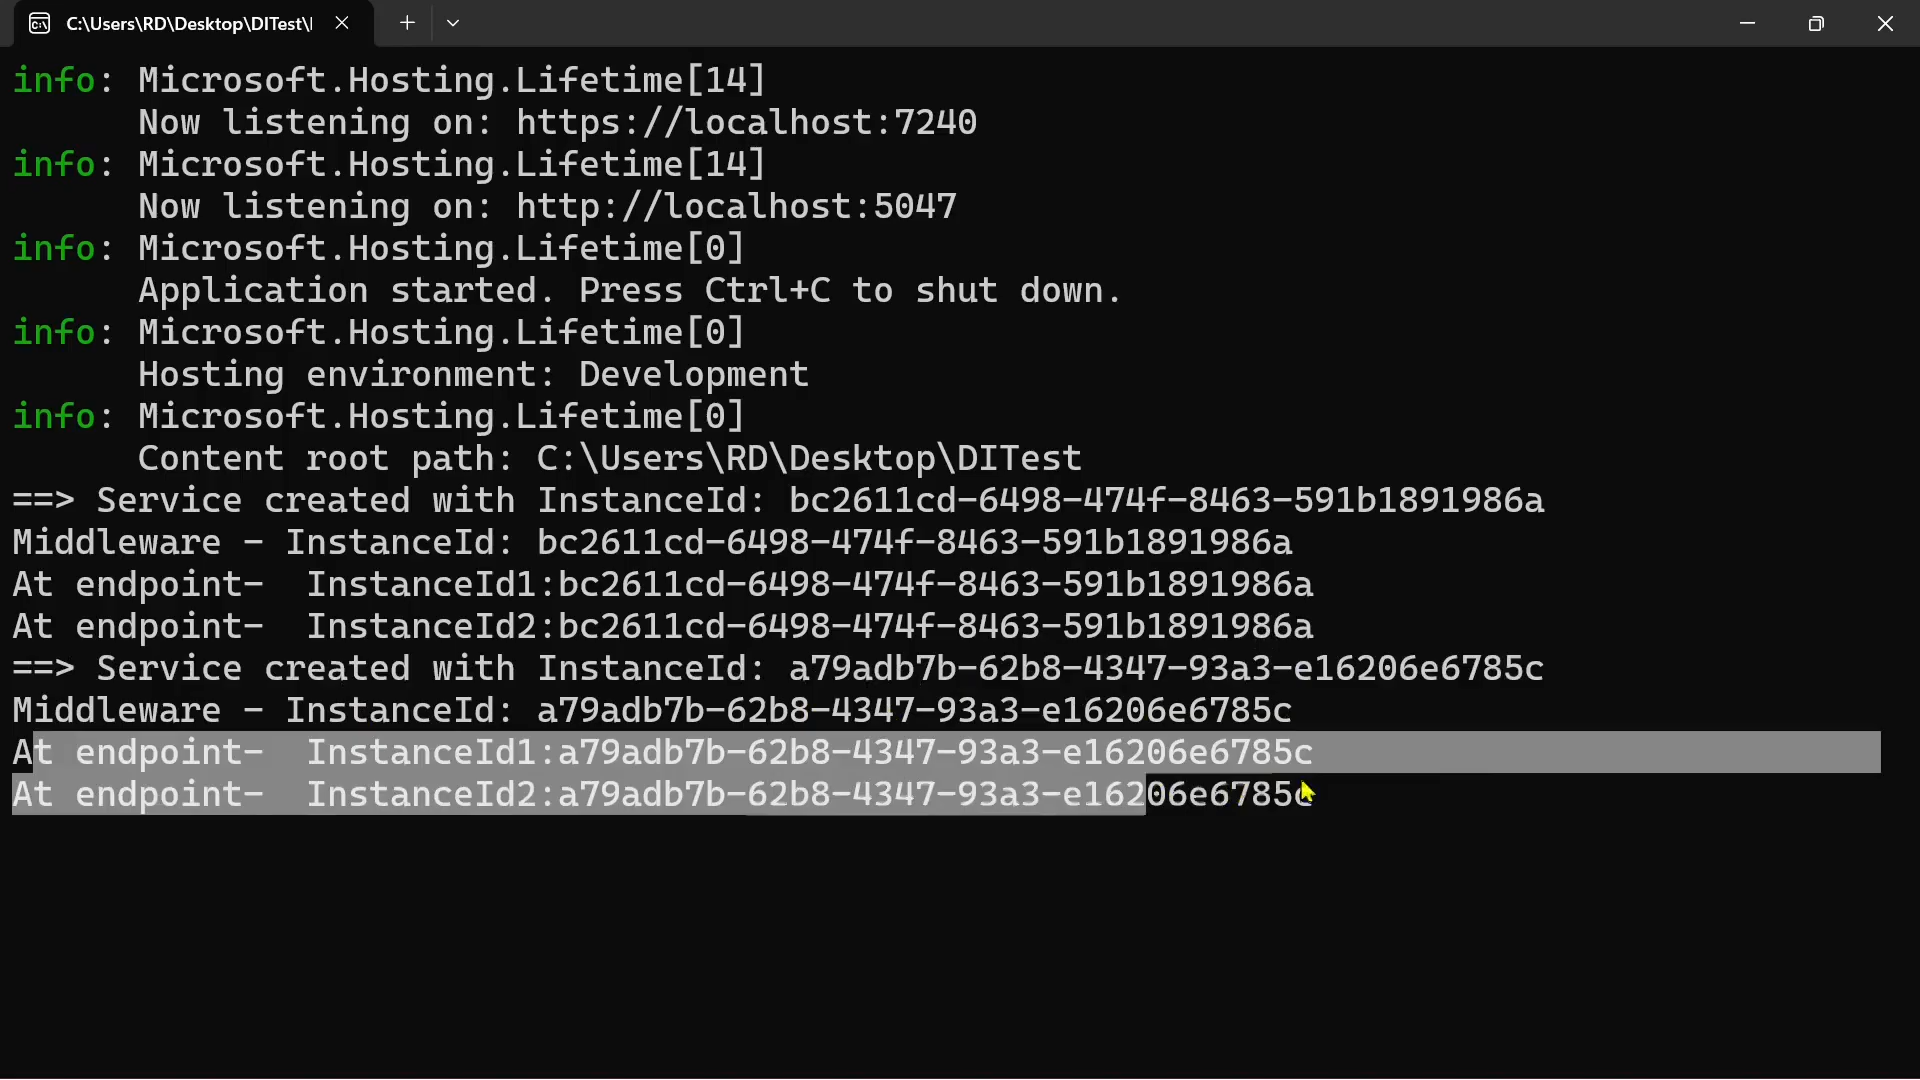 C:\Users\RD\Desktop\DITest\
info: Microsoft.Hosting.Lifetime[14]
Now listening on: https://localhost:7240
info: Microsoft.Hosting.Lifetime[14]
Now listening on: http://localhost:5047
info: Microsoft.Hosting.Lifetime[0]
Application started. Press Ctrl+C to shut down.
info: Microsoft.Hosting.Lifetime[0]
Hosting environment: Development
info: Microsoft.Hosting.Lifetime[0]
Content root path: C:\Users\RD\Desktop\DITest
==> Service created with InstanceId: bc2611cd-6498-474f-8463-591b1891986a
Middleware - InstanceId: bc2611cd-6498-474f-8463-591b1891986a
At endpoint-  InstanceId1:bc2611cd-6498-474f-8463-591b1891986a
At endpoint-  InstanceId2:bc2611cd-6498-474f-8463-591b1891986a
==> Service created with InstanceId: a79adb7b-62b8-4347-93a3-e16206e6785c
Middleware - InstanceId: a79adb7b-62b8-4347-93a3-e16206e6785c
At endpoint-  InstanceId1:a79adb7b-62b8-4347-93a3-e16206e6785c
At endpoint-  InstanceId2:a79adb7b-62b8-4347-93a3-e16206e6785c